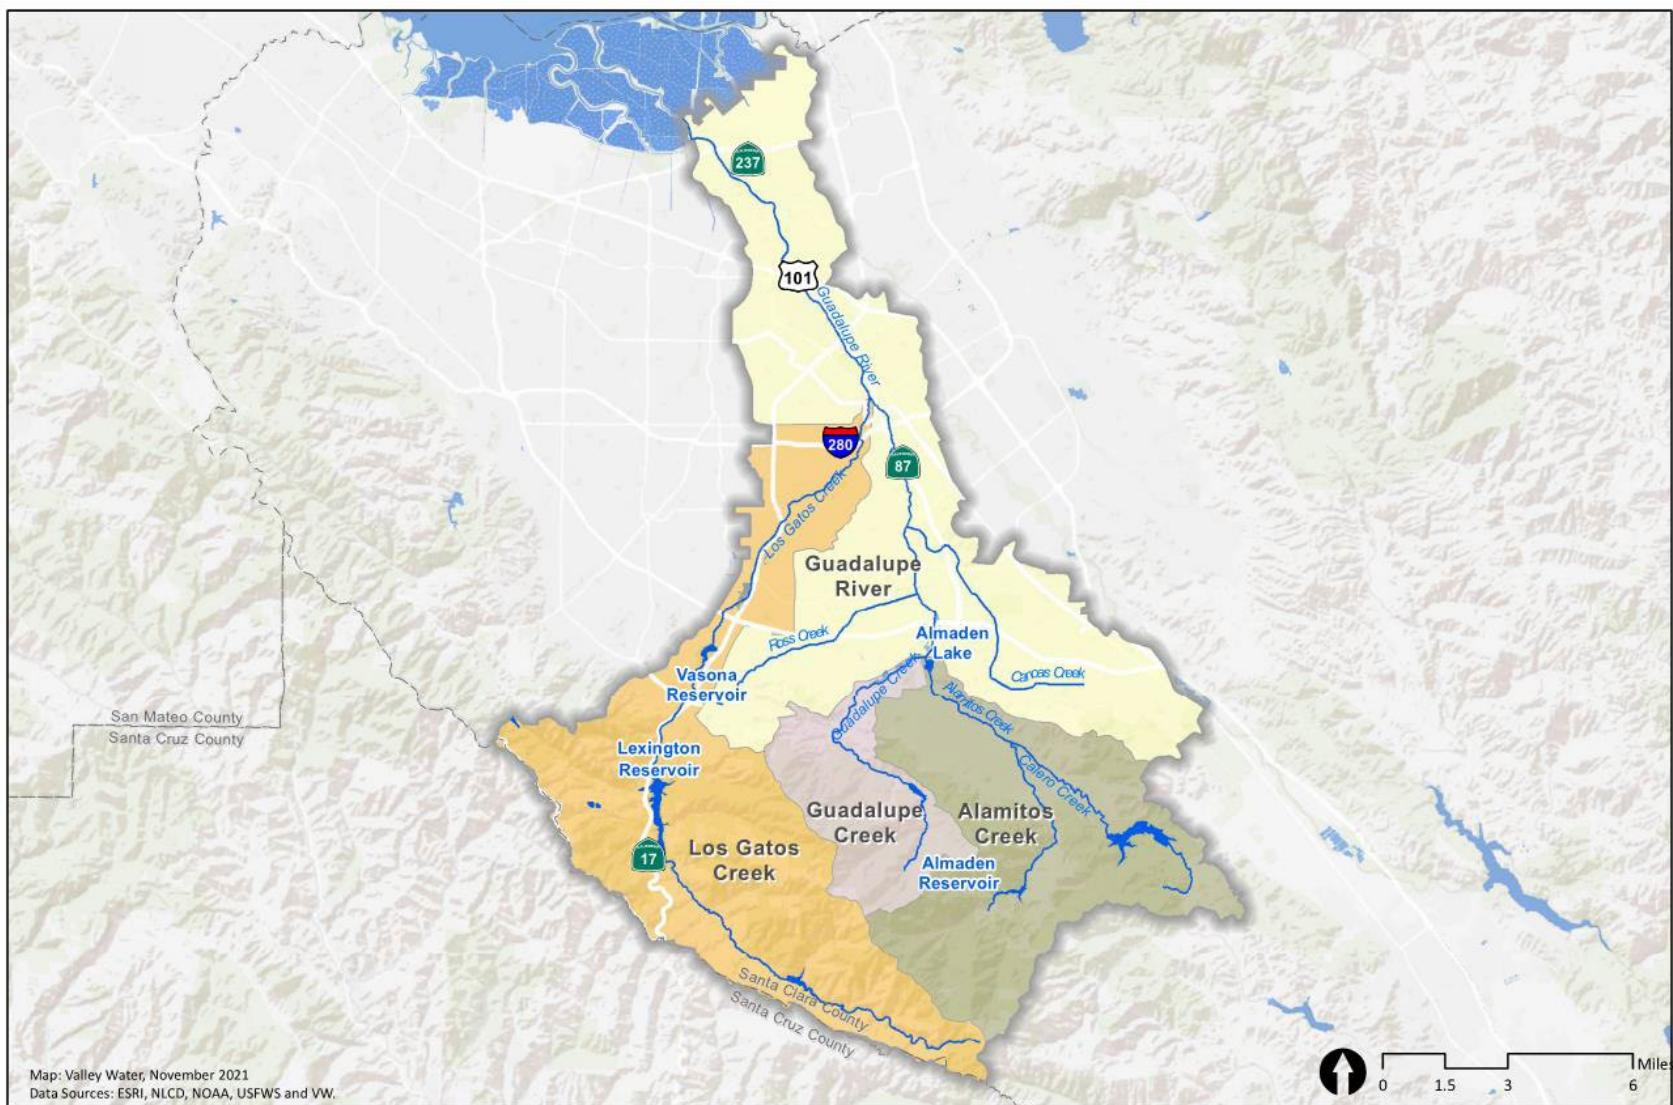 237
101
Guadalupe River
280
87
Los Gatos Creek
Guadalupe
River
Ross Creek
Almaden
Lake
Vasona
Reservoir
Guadalupe Creek
Canoas Creek
Alamitos Creek
San Mateo County
Santa Cruz County
Lexington
Reservoir
Calero Creek
Guadalupe
Creek
Alamitos
Creek
17
Los Gatos
Creek
Almaden
Reservoir
Santa Clara County
Santa Cruz County
Map: Valley Water, November 2021
Data Sources: ESRI, NLCD, NOAA, USFWS and VW.
Miles
0 1.5 3 6